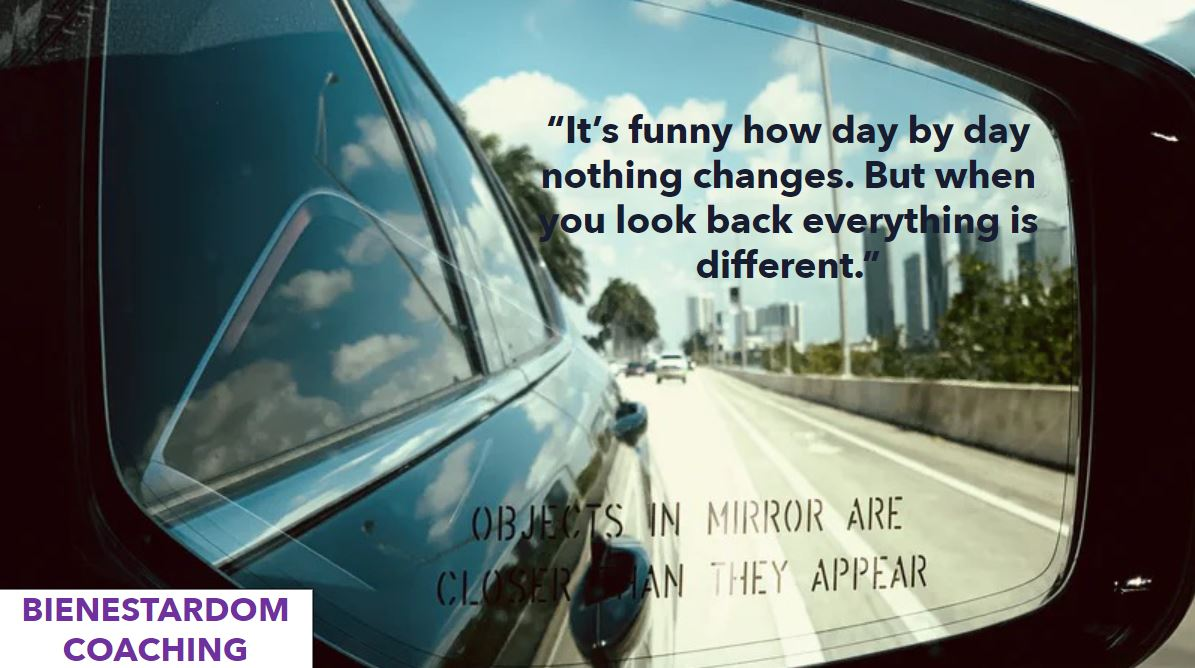 “It’s funny how day by day
nothing changes. But when
you look back everything is
different.”
OBJECTS IN MIRROR ARE
CLOSER THAN THEY APPEAR
BIENESTARDOM
COACHING